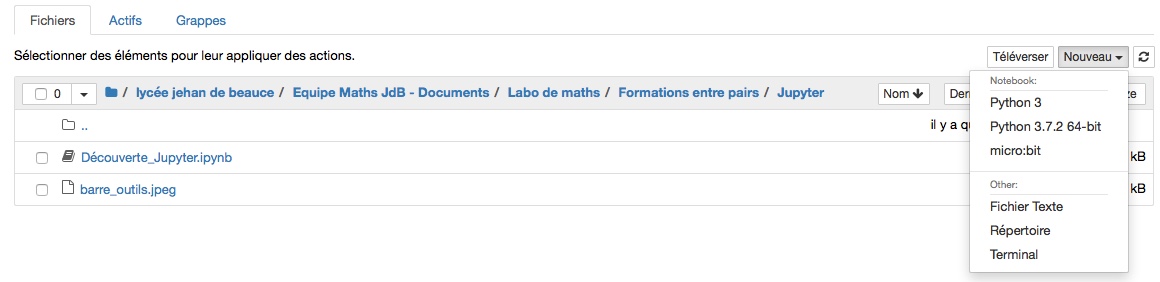 Fichiers Actifs Grappes
Sélectionner des éléments pour leur appliquer des actions. Téléverser Nouveau
0 / lycée jehan de beauce / Equipe Maths JdB - Documents / Labo de maths / Formations entre pairs / Jupyter Nom
..
il y a
Découverte_Jupyter.ipynb kB
barre_outils.jpeg kB
Notebook:
Python 3
Python 3.7.2 64-bit
micro:bit
Other:
Fichier Texte
Répertoire
Terminal